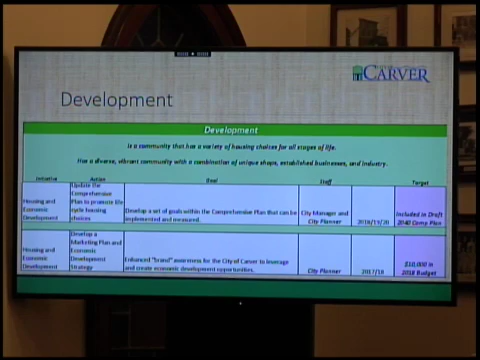 CARVER
Development
Development
is a community that has a variety of housing choices for all stages of life.
Has a diverse, vibrant community with a combination of unique shops, established businesses, and industry.
Initiative Action Goal Staff Target
Housing and Economic Development
Update the Comprehensive Plan to promote life cycle housing choices
Develop a set of goals within the Comprehensive Plan that can be implemented and measured.
City Manager and City Planner
2018/19/20
Included in Draft 2040 Comp Plan
Housing and Economic Development
Develop a Marketing Plan and Economic Development Strategy
Enhanced "brand" awareness for the City of Carver to leverage and create economic development opportunities.
City Planner
2017/18
$10,000 in 2018 Budget